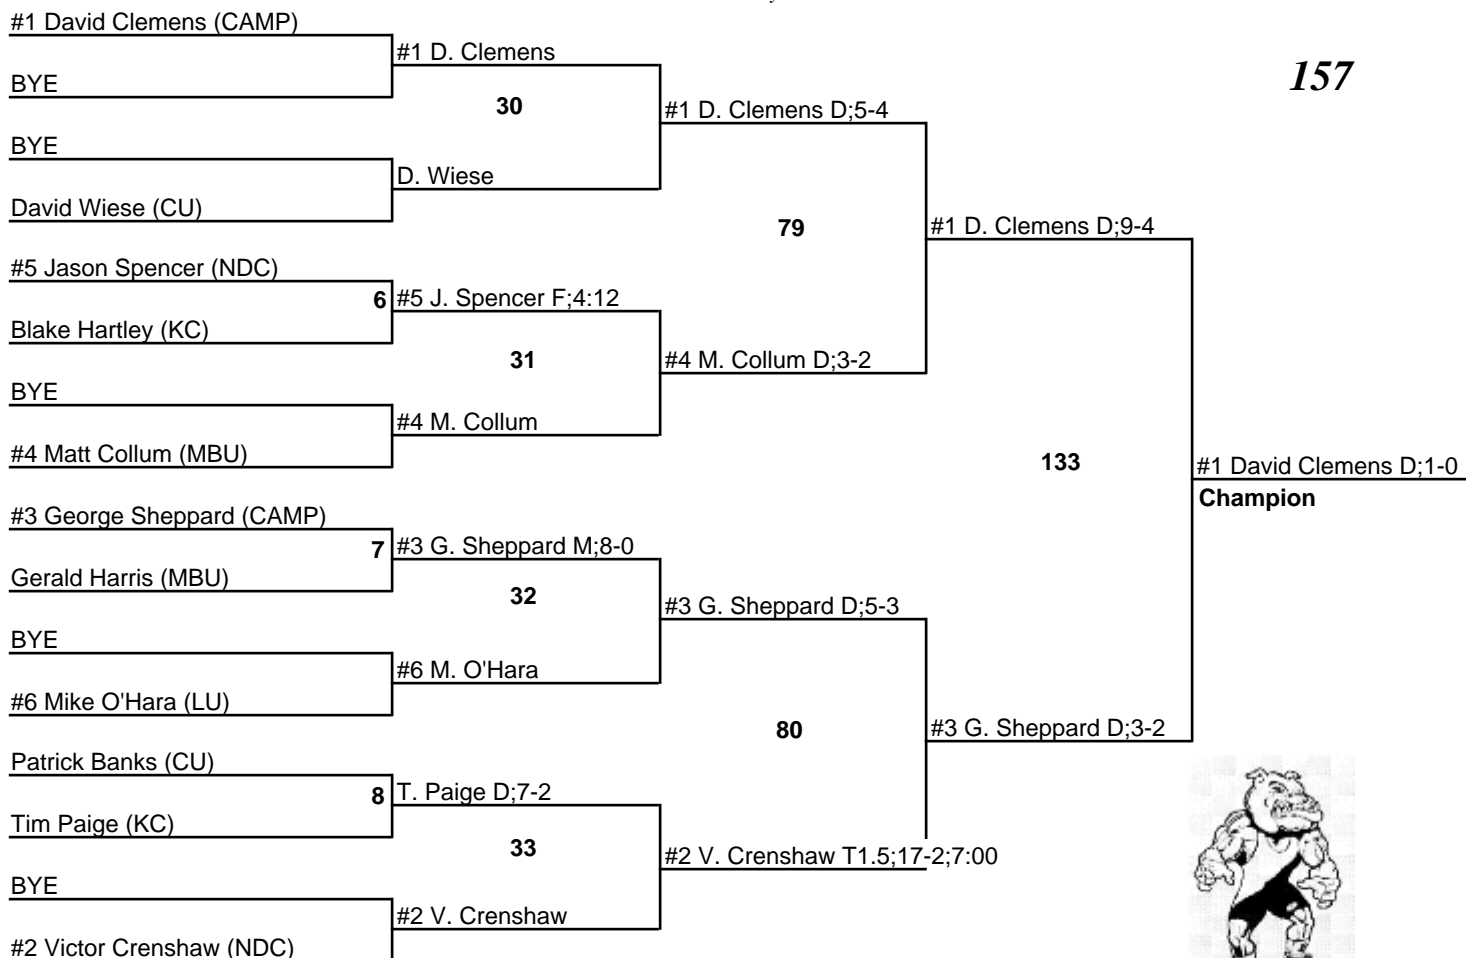 #1 David Clemens (CAMP)
#1 D. Clemens
157
BYE
30
#1 D. Clemens D;5-4
BYE
D. Wiese
David Wiese (CU)
79
#1 D. Clemens D;9-4
#5 Jason Spencer (NDC)
6 #5 J. Spencer F;4:12
Blake Hartley (KC)
31
#4 M. Collum D;3-2
BYE
#4 M. Collum
#4 Matt Collum (MBU)
133
#1 David Clemens D;1-0
Champion
#3 George Sheppard (CAMP)
7 #3 G. Sheppard M;8-0
Gerald Harris (MBU)
32
#3 G. Sheppard D;5-3
BYE
#6 M. O'Hara
#6 Mike O'Hara (LU)
80
#3 G. Sheppard D;3-2
Patrick Banks (CU)
8 T. Paige D;7-2
Tim Paige (KC)
33
#2 V. Crenshaw T1.5;17-2;7:00
BYE
#2 V. Crenshaw
#2 Victor Crenshaw (NDC)